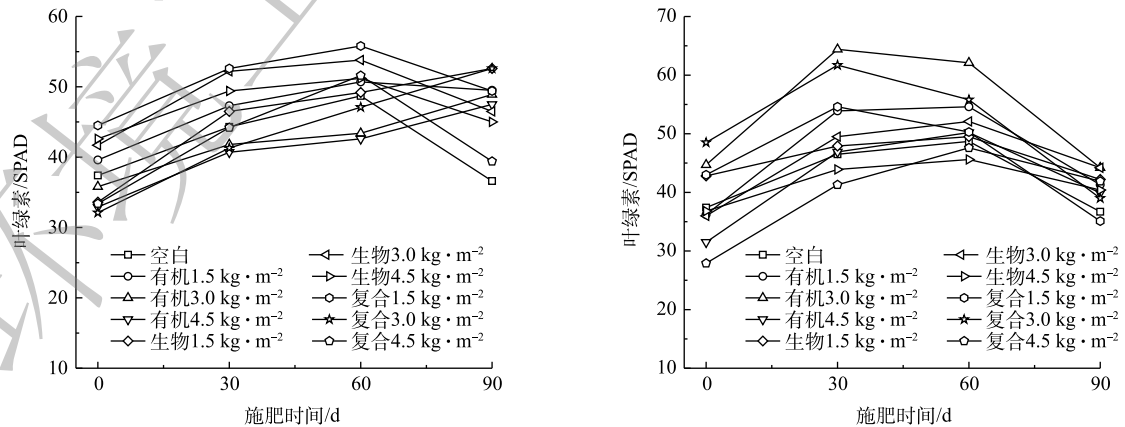 60
50
40
30
20
10
叶绿素/SPAD
空白
有机1.5 kg·m⁻²
有机3.0 kg·m⁻²
有机4.5 kg·m⁻²
生物1.5 kg·m⁻²
生物3.0 kg·m⁻²
生物4.5 kg·m⁻²
复合1.5 kg·m⁻²
复合3.0 kg·m⁻²
复合4.5 kg·m⁻²
0 30 60 90
施肥时间/d
70
60
50
40
30
20
10
叶绿素/SPAD
空白
有机1.5 kg·m⁻²
有机3.0 kg·m⁻²
有机4.5 kg·m⁻²
生物1.5 kg·m⁻²
生物3.0 kg·m⁻²
生物4.5 kg·m⁻²
复合1.5 kg·m⁻²
复合3.0 kg·m⁻²
复合4.5 kg·m⁻²
0 30 60 90
施肥时间/d